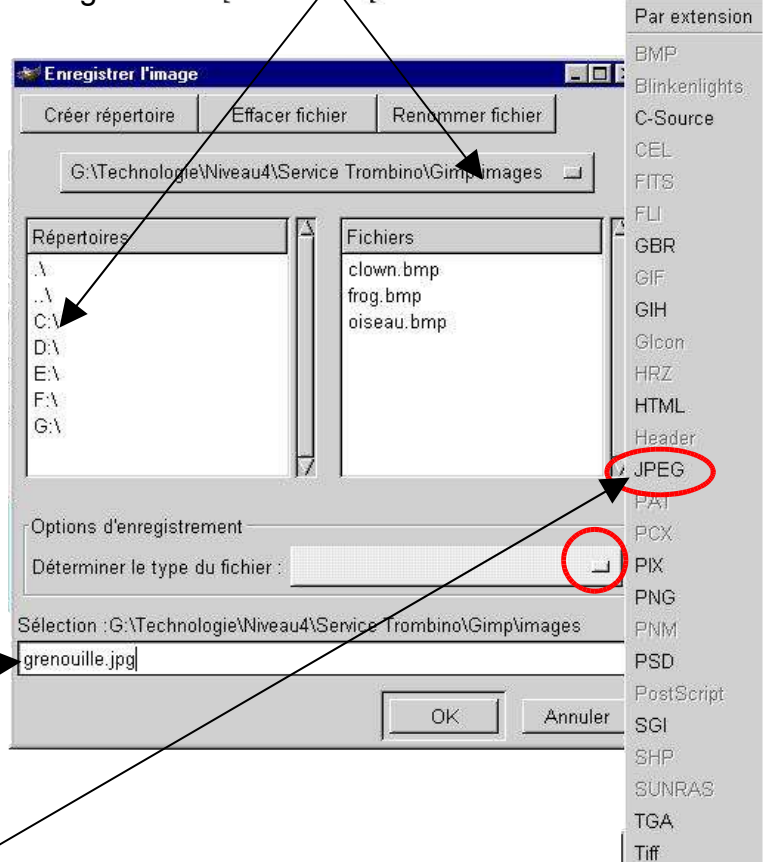 Par extension
Enregistrer l'image
Créer répertoire Effacer fichier Renommer fichier
G:\Technologie\Niveau4\Service Trombino\Gimp\images
Répertoires
.\
..\
C:\
D:\
E:\
F:\
G:\
Fichiers
clown.bmp
frog.bmp
oiseau.bmp
Options d'enregistrement
Déterminer le type du fichier :
Sélection :G:\Technologie\Niveau4\Service Trombino\Gimp\images
grenouille.jpg
OK Annuler
BMP
Blinkenlights
C-Source
CEL
FITS
FLI
GBR
GIF
GIH
GIcon
HRZ
HTML
Header
JPEG
PAT
PCX
PIX
PNG
PNM
PSD
PostScript
SGI
SHP
SUNRAS
TGA
Tiff